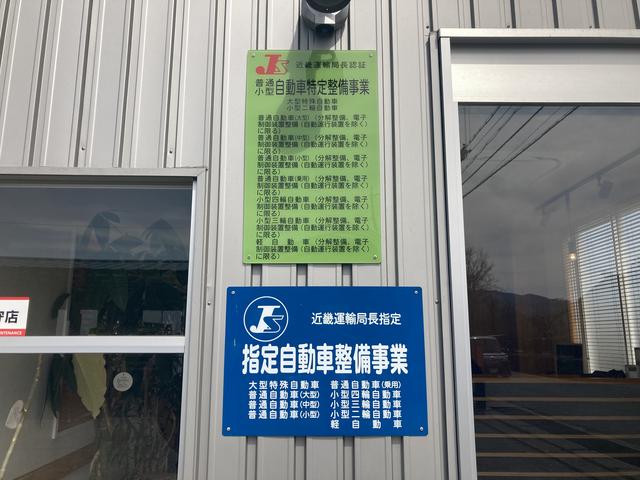 JS 近畿運輸局長認証
普通
小型 自動車特定整備事業
大型特殊自動車
小型二輪自動車
普通自動車(大型)(分解整備、電子
制御装置整備(自動運行装置を除く)
に限る)
普通自動車(中型)(分解整備、電子
制御装置整備(自動運行装置を除く)
に限る)
普通自動車(小型)(分解整備、電子
制御装置整備(自動運行装置を除く)
に限る)
普通自動車(乗用)(分解整備、電子
制御装置整備(自動運行装置を除く)
に限る)
小型四輪自動車(分解整備、電子
制御装置整備(自動運行装置を除く)
に限る)
小型三輪自動車(分解整備、電子
制御装置整備(自動運行装置を除く)
に限る)
軽自動車(分解整備、電子
制御装置整備(自動運行装置を除く)
に限る)
JS 近畿運輸局長指定
指定自動車整備事業
大型特殊自動車 普通自動車(乗用)
普通自動車(大型) 小型四輪自動車
普通自動車(中型) 小型三輪自動車
普通自動車(小型) 小型二輪自動車
軽自動車
守店
MAINTENANCE